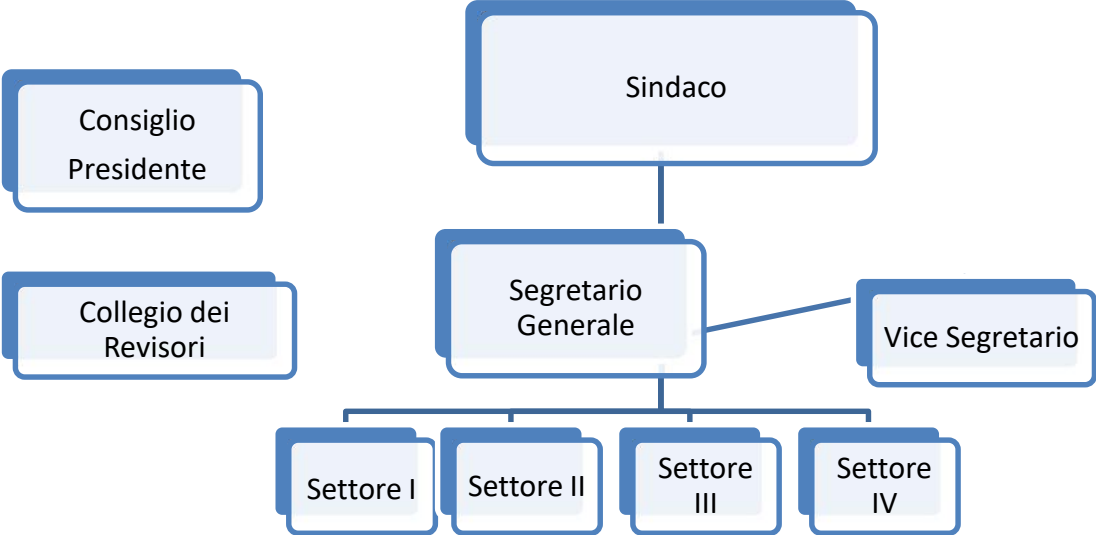 Sindaco
Consiglio
Presidente
Segretario
Generale
Collegio dei
Revisori
Vice Segretario
Settore I
Settore II
Settore
III
Settore
IV